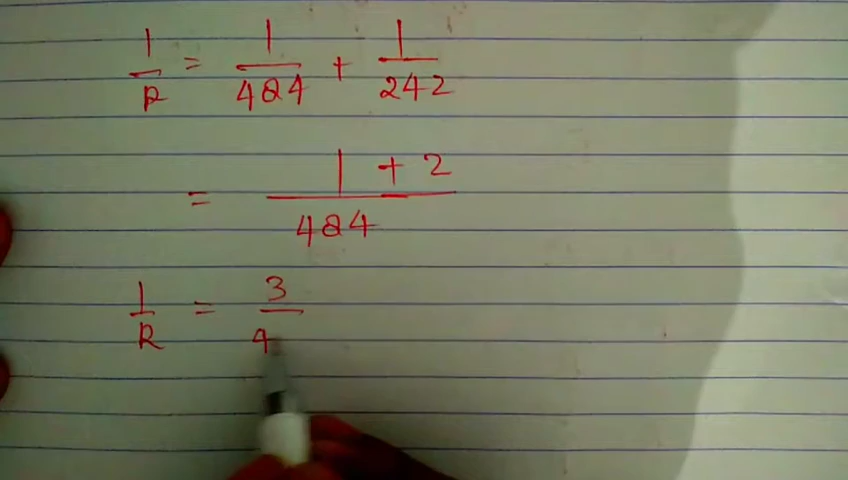 1/R = 1/484 + 1/242
= 1 + 2/484
1/R = 3/4